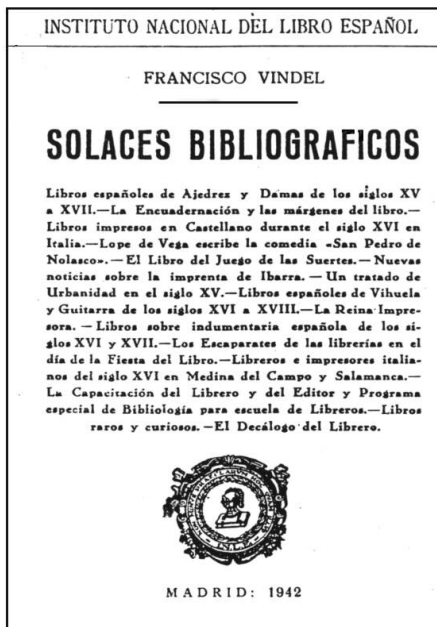 INSTITUTO NACIONAL DEL LIBRO ESPAÑOL
FRANCISCO VINDEL
SOLACES BIBLIOGRAFICOS
Libros españoles de Ajedrez y Damas de los siglos XV
a XVII.—La Encuadernación y las márgenes del libro.—
Libros impresos en Castellano durante el siglo XVI en
Italia.—Lope de Vega escribe la comedia «San Pedro de
Nolasco».—El Libro del Juego de las Suertes.—Nuevas
noticias sobre la imprenta de Ibarra.—Un tratado de
Urbanidad en el siglo XV.—Libros españoles de Vihuela
y Guitarra de los siglos XVI a XVIII.—La Reina Impre-
sora.—Libros sobre indumentaria española de los si-
glos XVI y XVII.—Los Escaparates de las librerías en el
día de la Fiesta del Libro.—Libreros e impresores italia-
nos del siglo XVI en Medina del Campo y Salamanca.—
La Capacitación del Librero y del Editor y Programa
especial de Bibliología para escuela de Libreros.—Libros
raros y curiosos.—El Decálogo del Librero.
I.N.L.E.
MADRID: 1942